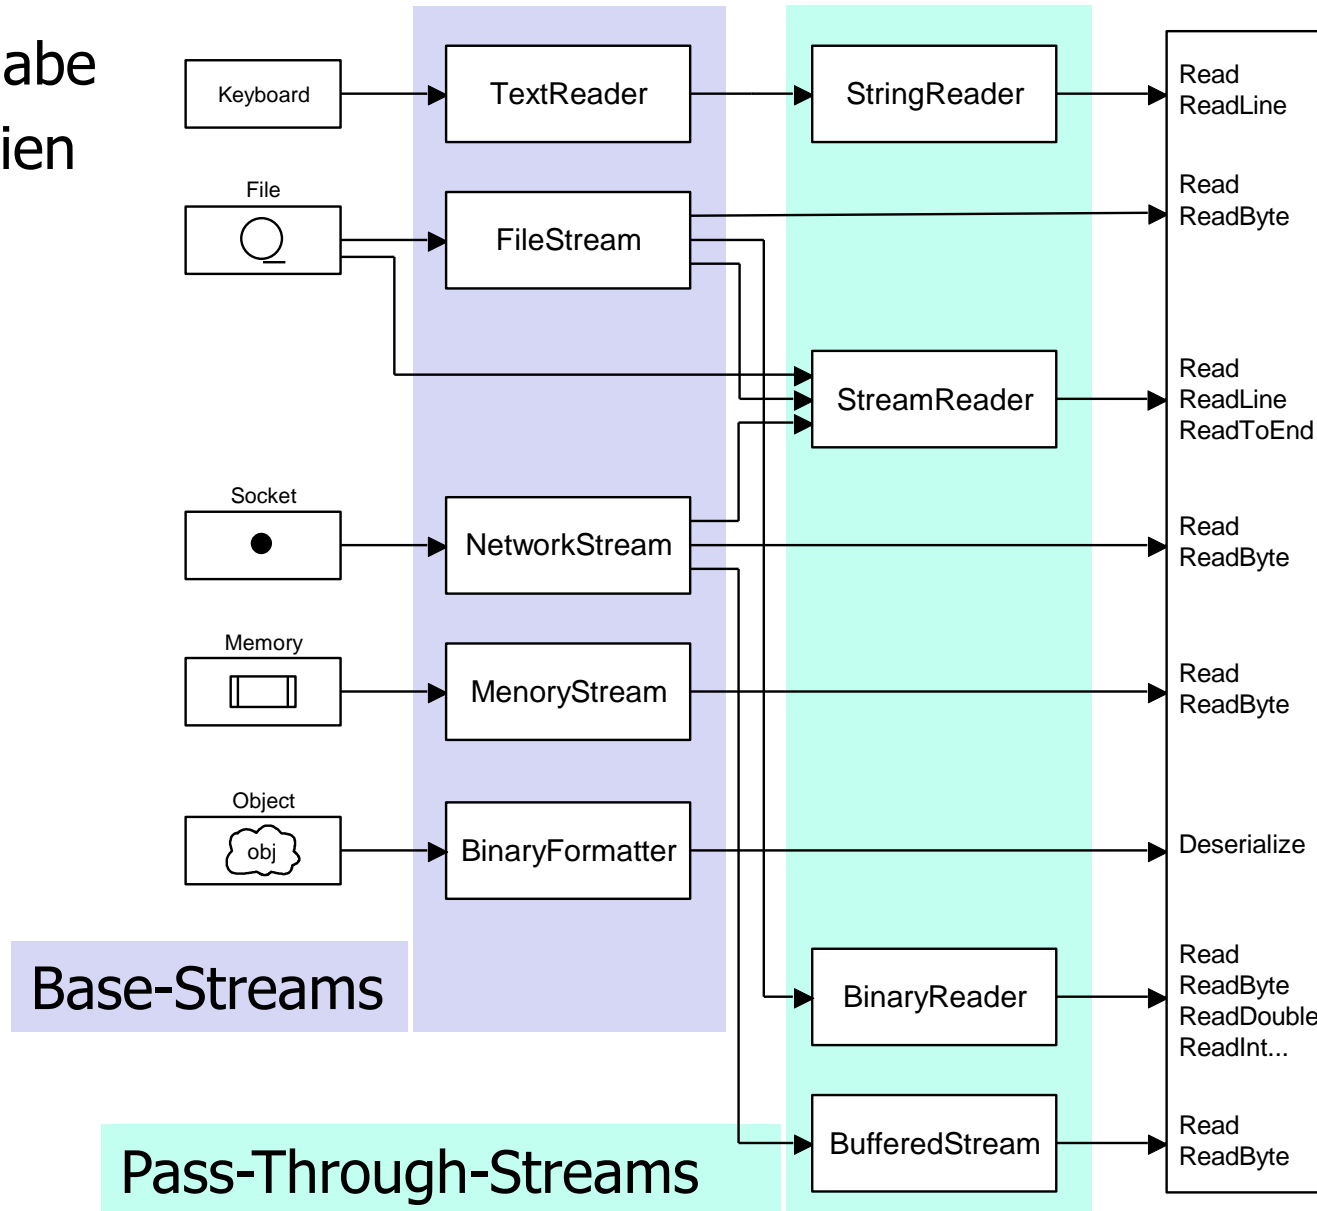 abe
ien
Keyboard
TextReader
StringReader
Read
ReadLine
File
FileStream
Read
ReadByte
StreamReader
Read
ReadLine
ReadToEnd
Socket
NetworkStream
Read
ReadByte
Memory
MenoryStream
Read
ReadByte
Object
obj
BinaryFormatter
Deserialize
Base-Streams
BinaryReader
Read
ReadByte
ReadDouble
ReadInt...
Pass-Through-Streams
BufferedStream
Read
ReadByte